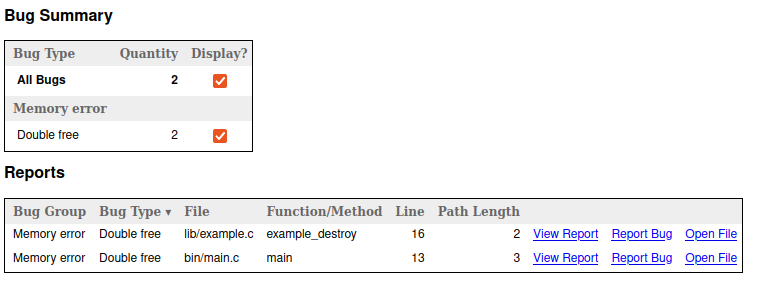 Bug Summary
Bug Type Quantity Display?
All Bugs 2
Memory error
Double free 2
Reports
Bug Group Bug Type ▾ File Function/Method Line Path Length
Memory error Double free lib/example.c example_destroy 16 2 View Report Report Bug Open File
Memory error Double free bin/main.c main 13 3 View Report Report Bug Open File